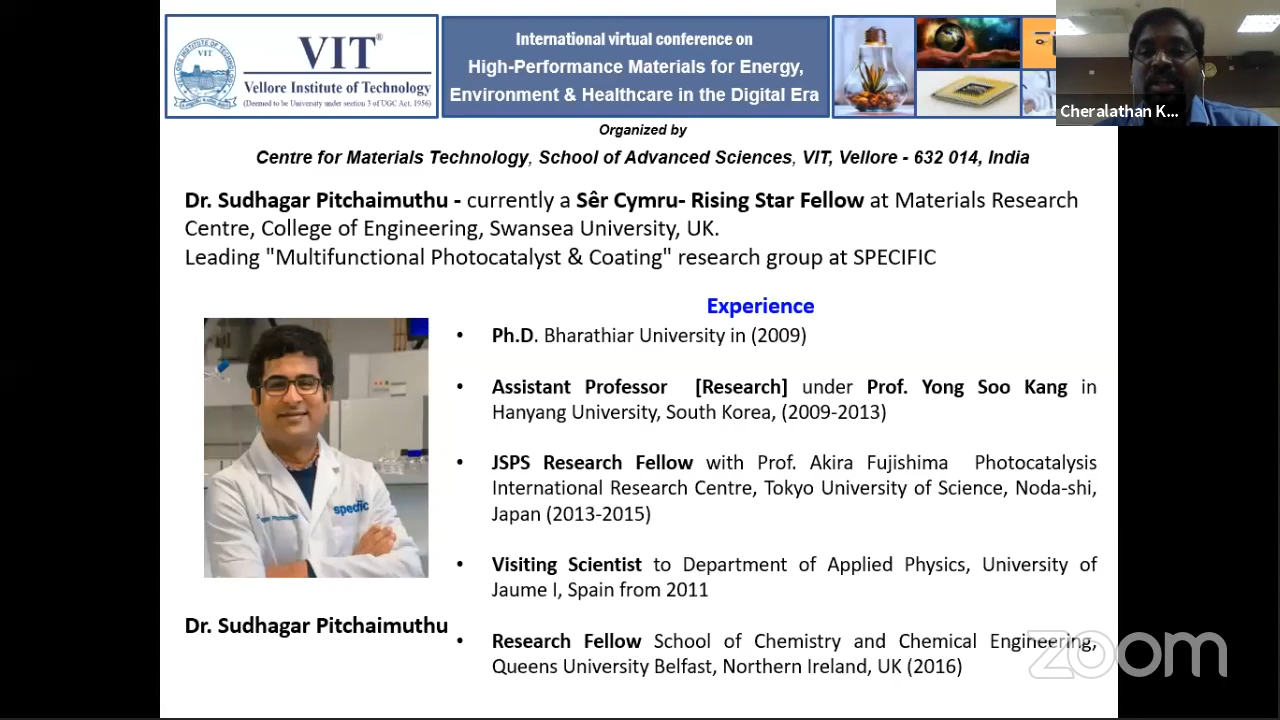 VIT®
Vellore Institute of Technology
(Deemed to be University under section 3 of UGC Act, 1956)
International virtual conference on
High-Performance Materials for Energy,
Environment & Healthcare in the Digital Era
Cheralathan K...
Organized by
Centre for Materials Technology, School of Advanced Sciences, VIT, Vellore - 632 014, India
Dr. Sudhagar Pitchaimuthu - currently a Sêr Cymru- Rising Star Fellow at Materials Research
Centre, College of Engineering, Swansea University, UK.
Leading "Multifunctional Photocatalyst & Coating" research group at SPECIFIC
Experience
• Ph.D. Bharathiar University in (2009)
• Assistant Professor [Research] under Prof. Yong Soo Kang in
Hanyang University, South Korea, (2009-2013)
• JSPS Research Fellow with Prof. Akira Fujishima Photocatalysis
International Research Centre, Tokyo University of Science, Noda-shi,
Japan (2013-2015)
• Visiting Scientist to Department of Applied Physics, University of
Jaume I, Spain from 2011
• Research Fellow School of Chemistry and Chemical Engineering,
Queens University Belfast, Northern Ireland, UK (2016)
specific
Dr. Sudhagar Pitchaimuthu
zoom